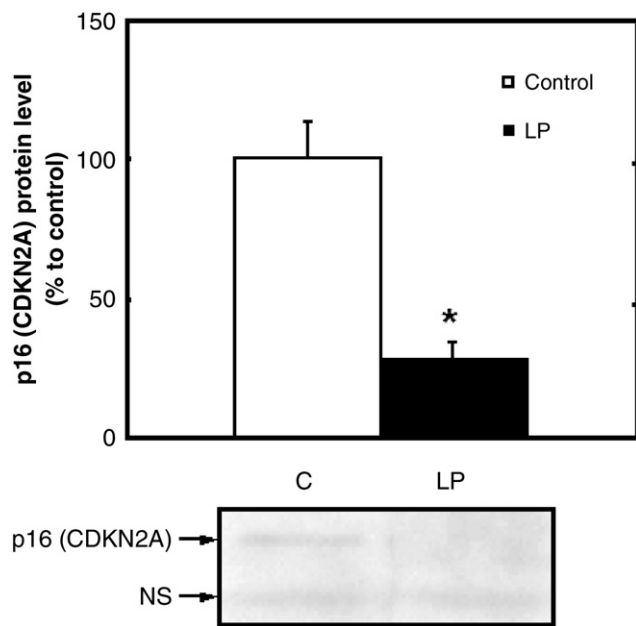 150
100
50
0
p16 (CDKN2A) protein level
(% to control)
Control
LP
*
C LP
p16 (CDKN2A)
NS